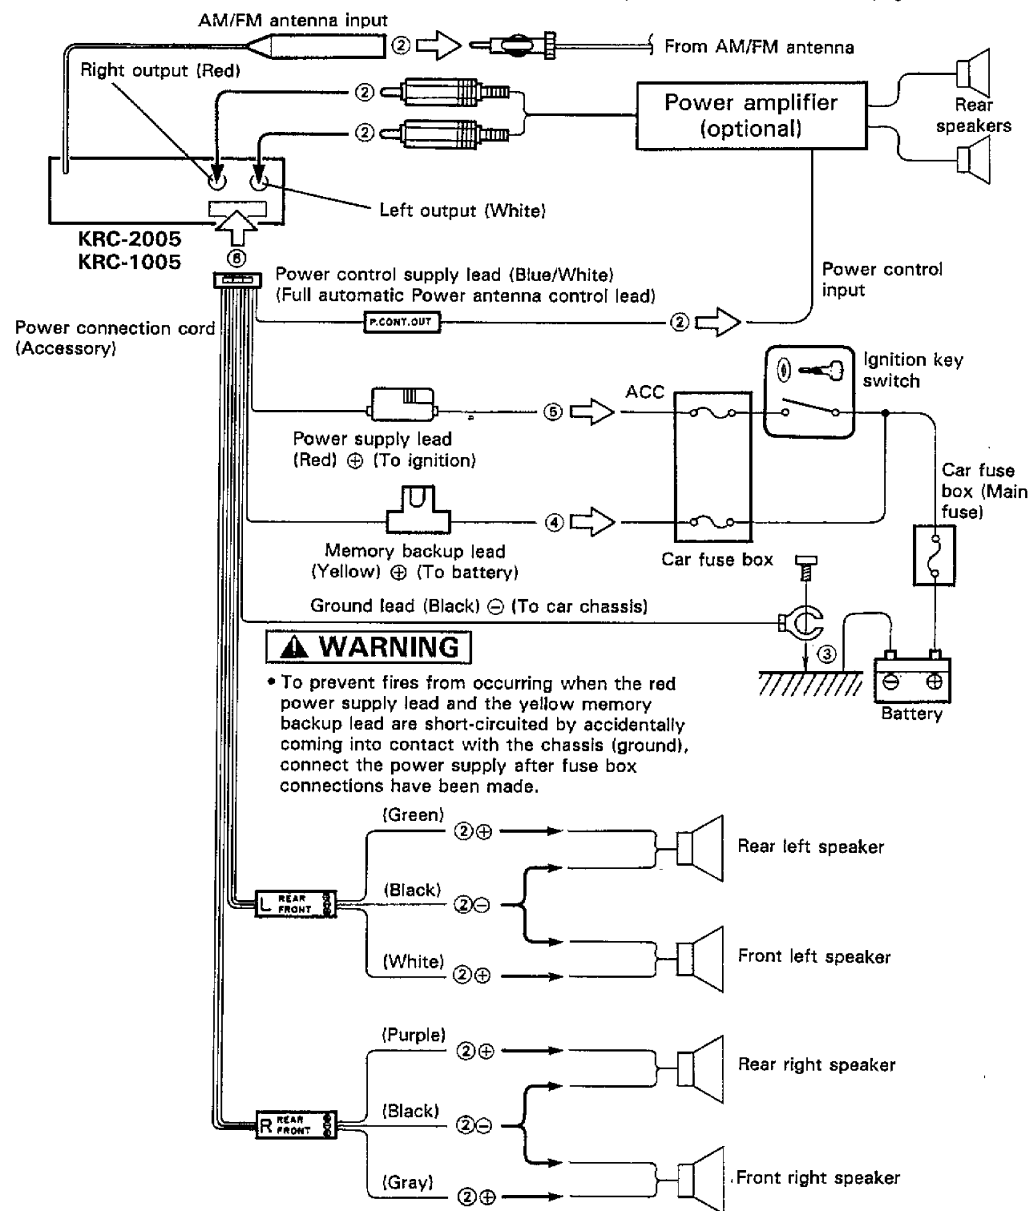 AM/FM antenna input
②
From AM/FM antenna
Right output (Red)
②
②
Power amplifier
(optional)
Rear
speakers
Left output (White)
KRC-2005
KRC-1005
⑥
Power control supply lead (Blue/White)
(Full automatic Power antenna control lead)
Power control
input
P.CONT.OUT
②
Power connection cord
(Accessory)
Ignition key
switch
ACC
⑤
Power supply lead
(Red) ⊕ (To ignition)
Car fuse
box (Main
fuse)
④
Memory backup lead
(Yellow) ⊕ (To battery)
Car fuse box
Ground lead (Black) ⊖ (To car chassis)
③
⊖ ⊕
Battery
WARNING
• To prevent fires from occurring when the red
power supply lead and the yellow memory
backup lead are short-circuited by accidentally
coming into contact with the chassis (ground),
connect the power supply after fuse box
connections have been made.
(Green)
②⊕
Rear left speaker
(Black)
②⊖
L REAR
FRONT
(White)
②⊕
Front left speaker
(Purple)
②⊕
Rear right speaker
(Black)
②⊖
R REAR
FRONT
(Gray)
②⊕
Front right speaker